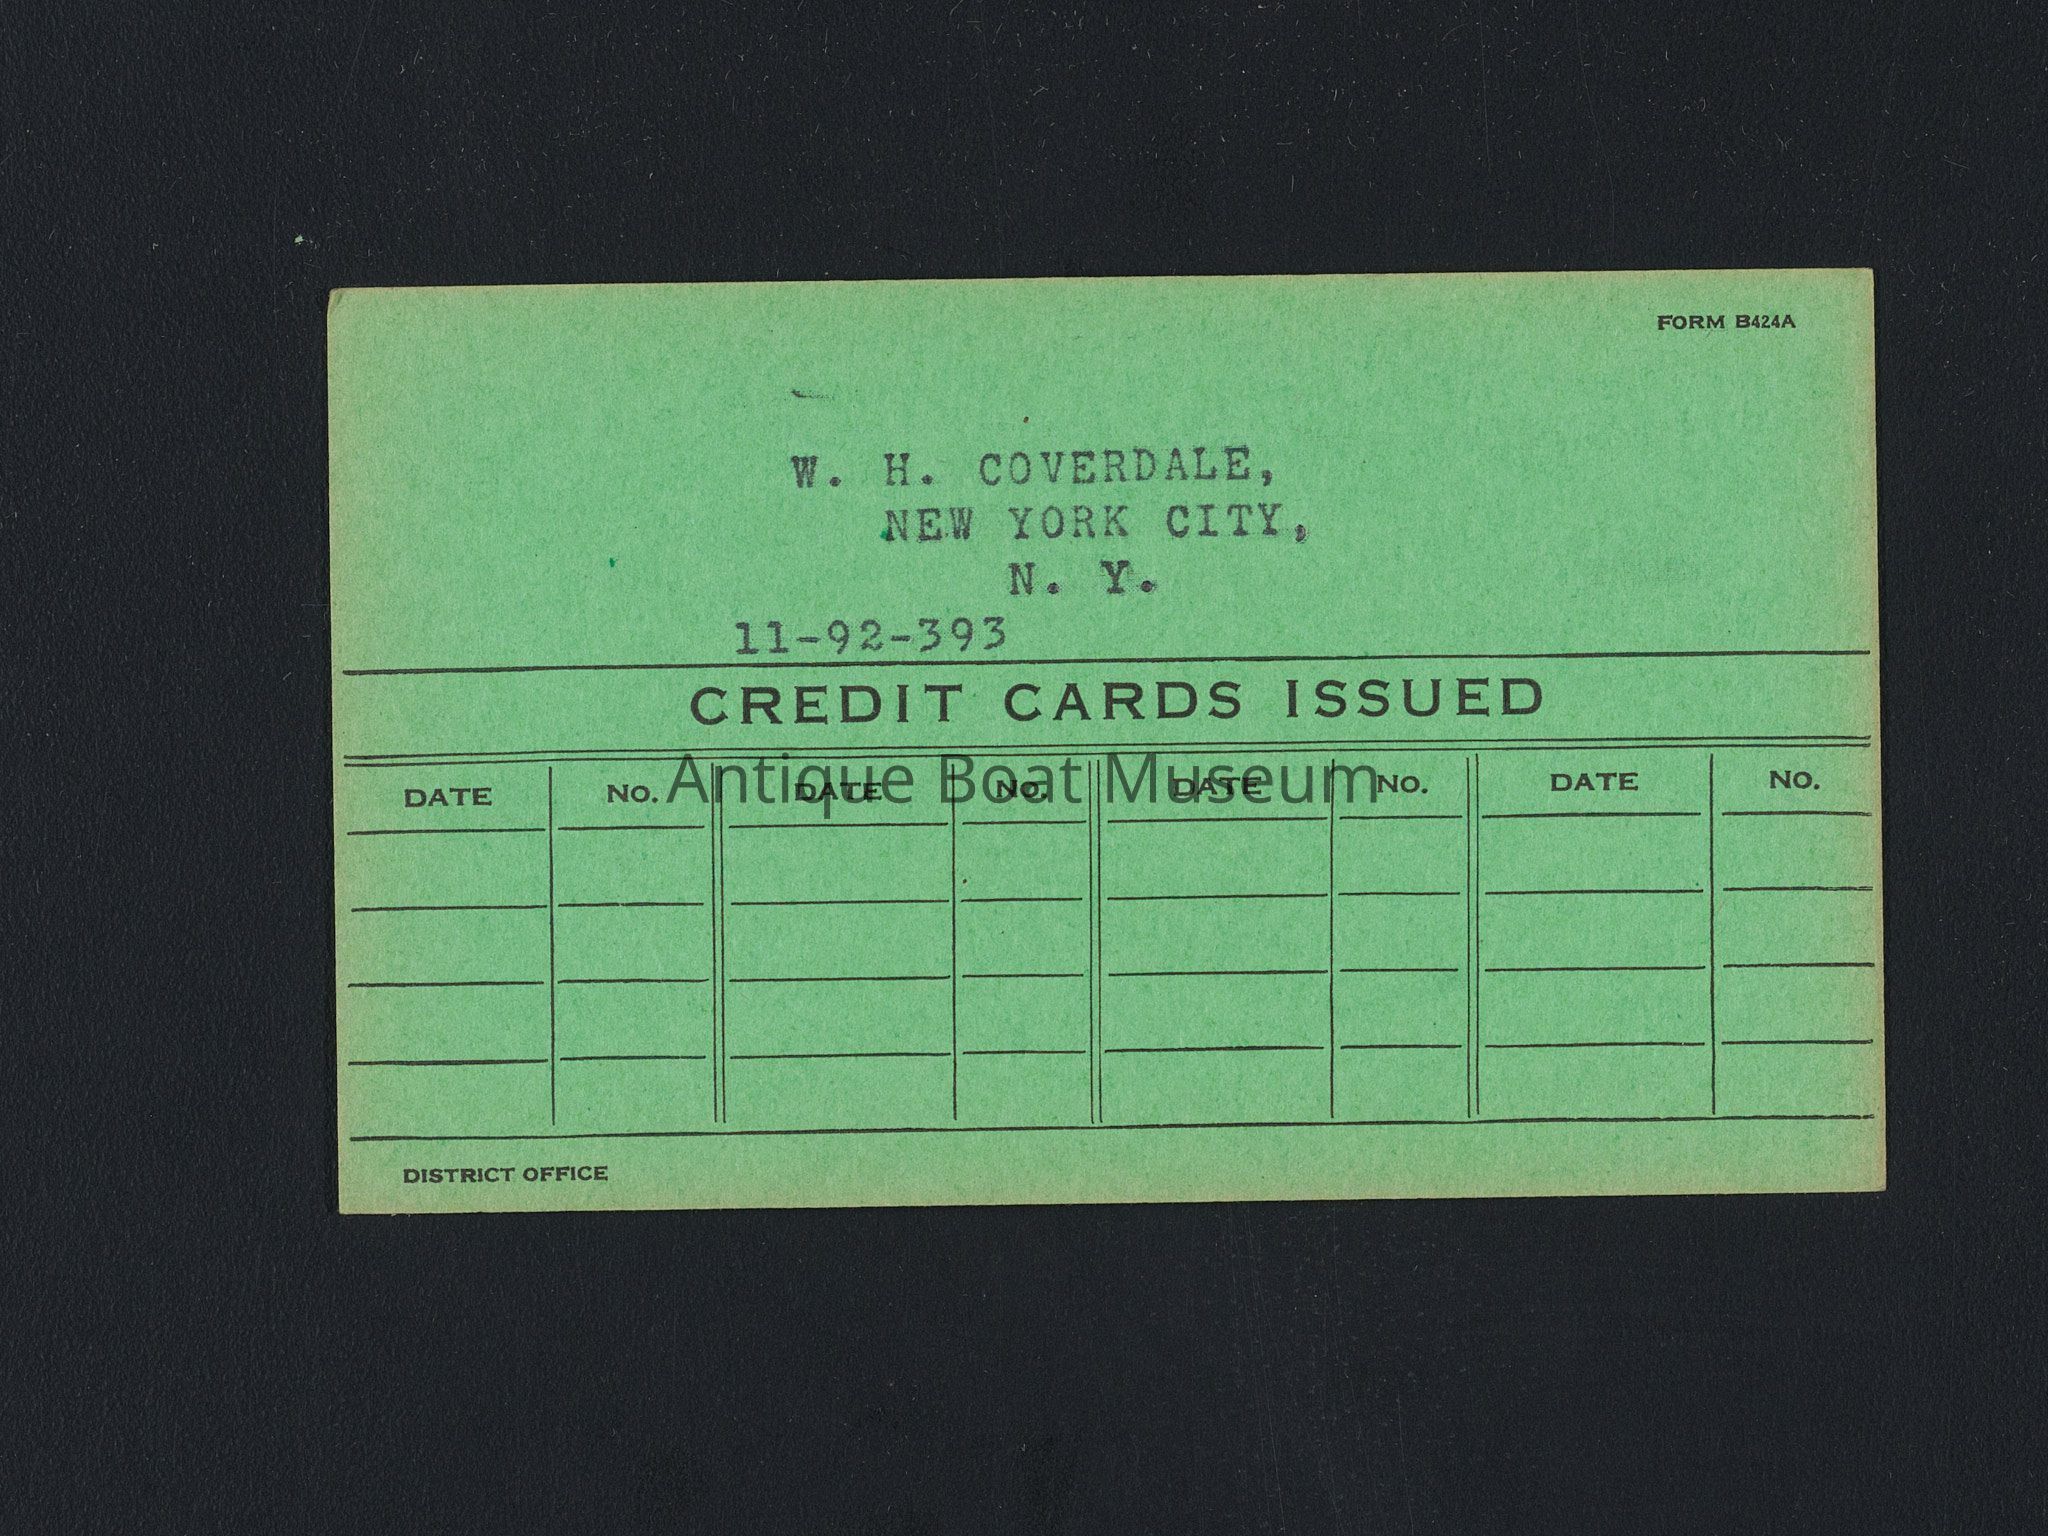 FORM B424A
W. H. COVERDALE,
NEW YORK CITY,
N. Y.
11-92-393
CREDIT CARDS ISSUED
DATE NO. DATE NO. DATE NO. DATE NO.
Antique Boat Museum
DISTRICT OFFICE